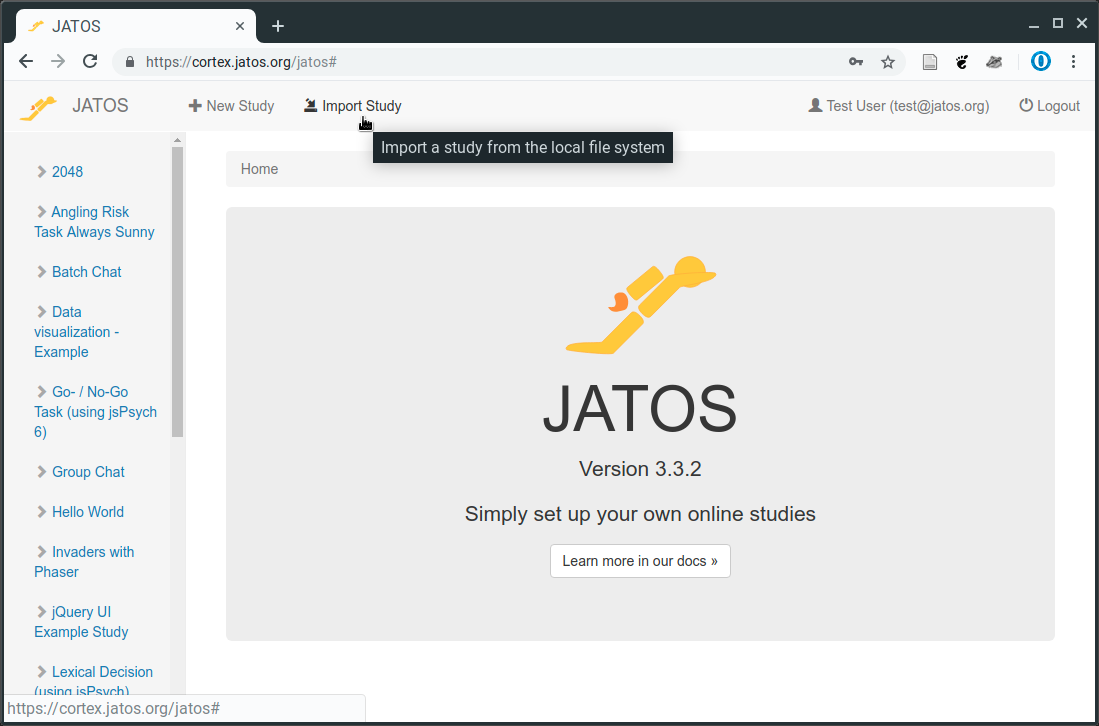 JATOS
https://cortex.jatos.org/jatos#
JATOS
New Study
Import Study
Test User (test@jatos.org)
Logout
Import a study from the local file system
2048
Angling Risk
Task Always Sunny
Batch Chat
Data
visualization -
Example
Go- / No-Go
Task (using jsPsych
6)
Group Chat
Hello World
Invaders with
Phaser
jQuery UI
Example Study
Lexical Decision
(using jsPsych)
Home
JATOS
Version 3.3.2
Simply set up your own online studies
Learn more in our docs »
https://cortex.jatos.org/jatos#